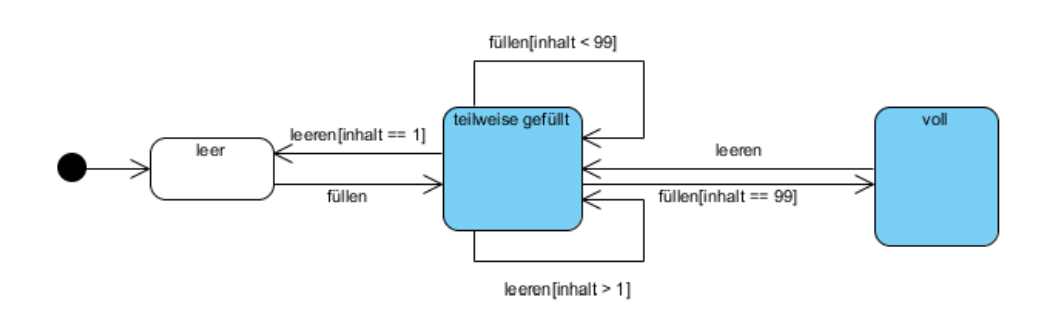 füllen[inhalt < 99]
teilweise gefüllt
voll
leeren[inhalt == 1]
leer
leeren
füllen
füllen[inhalt == 99]
leeren[inhalt > 1]